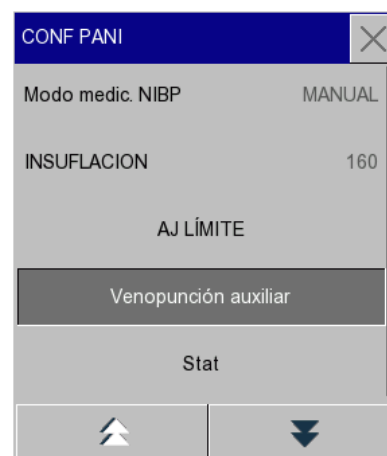 CONF PANI
Modo medic. NIBP MANUAL
INSUFLACION 160
AJ LÍMITE
Venopunción auxiliar
Stat